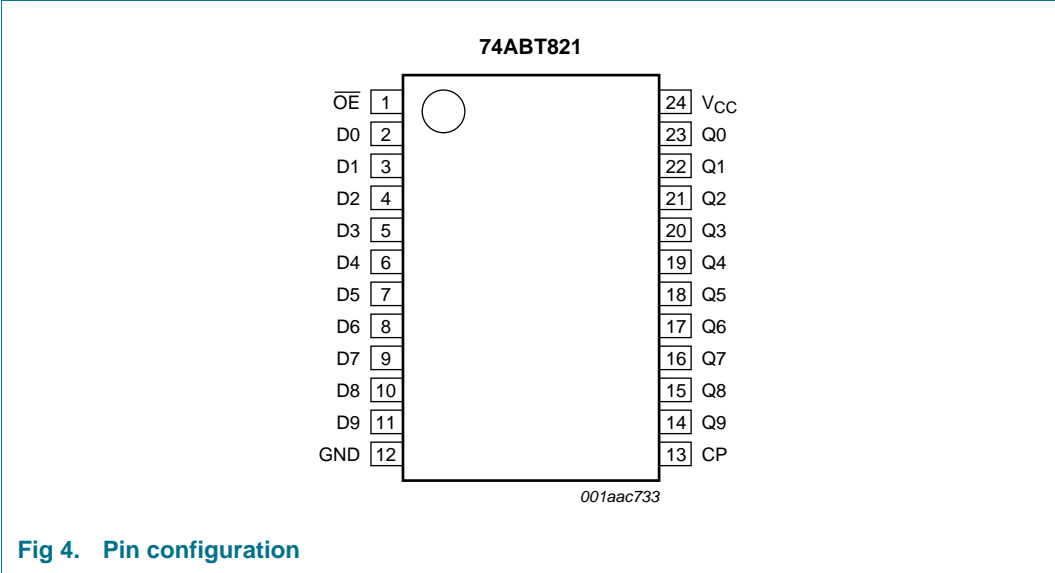 74ABT821
O̅E̅ 1 24 VCC
D0 2 23 Q0
D1 3 22 Q1
D2 4 21 Q2
D3 5 20 Q3
D4 6 19 Q4
D5 7 18 Q5
D6 8 17 Q6
D7 9 16 Q7
D8 10 15 Q8
D9 11 14 Q9
GND 12 13 CP
001aac733
Fig 4. Pin configuration